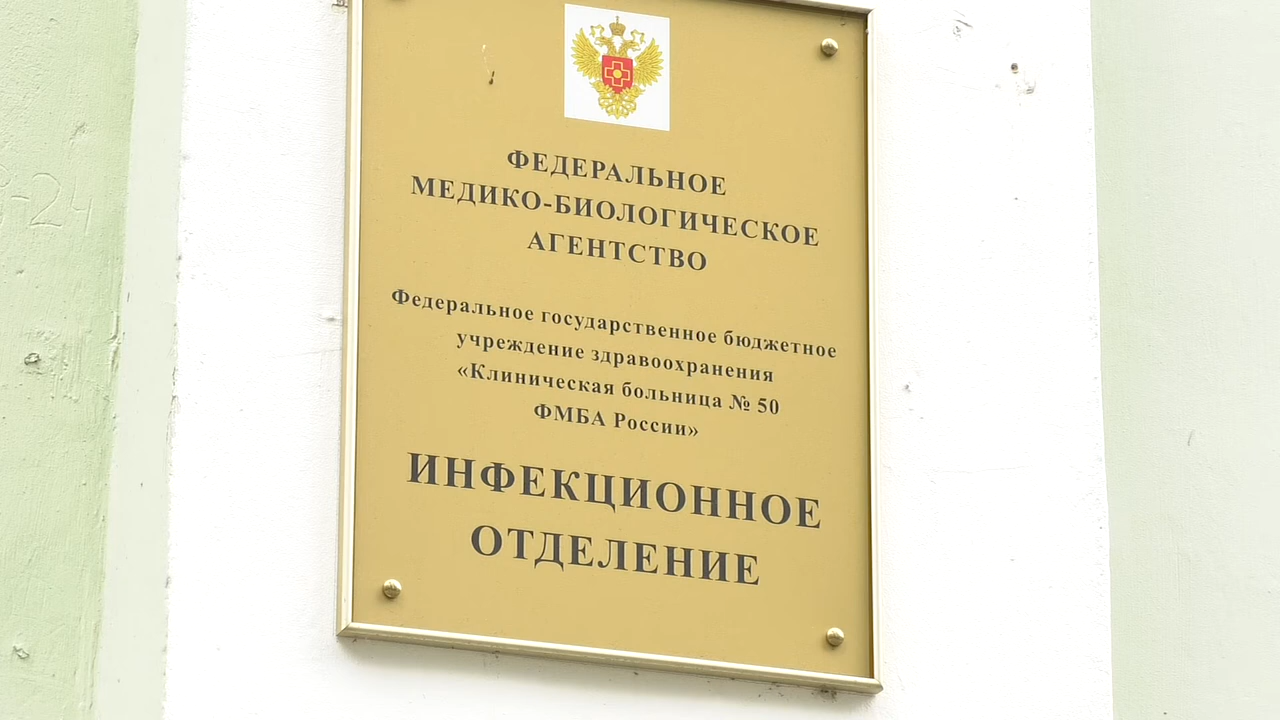 ФЕДЕРАЛЬНОЕ
МЕДИКО-БИОЛОГИЧЕСКОЕ
АГЕНТСТВО
Федеральное государственное бюджетное
учреждение здравоохранения
«Клиническая больница № 50
ФМБА России»
ИНФЕКЦИОННОЕ
ОТДЕЛЕНИЕ